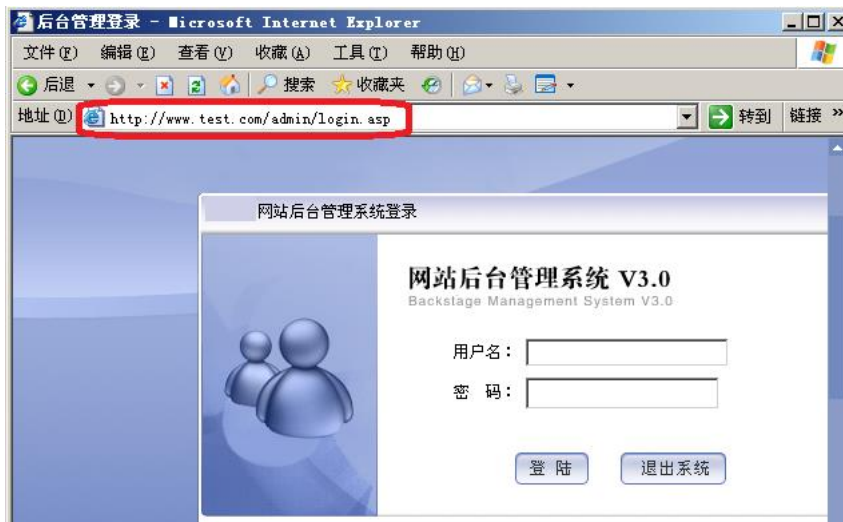 后台管理登录 - Microsoft Internet Explorer
文件(F) 编辑(E) 查看(V) 收藏(A) 工具(T) 帮助(H)
后退 搜索 收藏夹
地址(D) http://www.test.com/admin/login.asp 转到 链接 »
网站后台管理系统登录
网站后台管理系统 V3.0
Backstage Management System V3.0
用户名：
密 码：
登 陆 退出系统